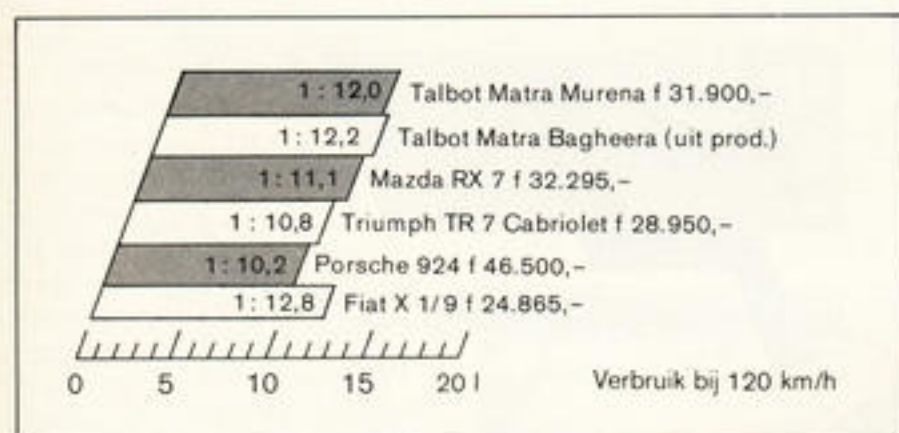 1 : 12,0 Talbot Matra Murena f 31.900,–
1 : 12,2 Talbot Matra Bagheera (uit prod.)
1 : 11,1 Mazda RX 7 f 32.295,–
1 : 10,8 Triumph TR 7 Cabriolet f 28.950,–
1 : 10,2 Porsche 924 f 46.500,–
1 : 12,8 Fiat X 1/9 f 24.865,–
0 5 10 15 20 l Verbruik bij 120 km/h